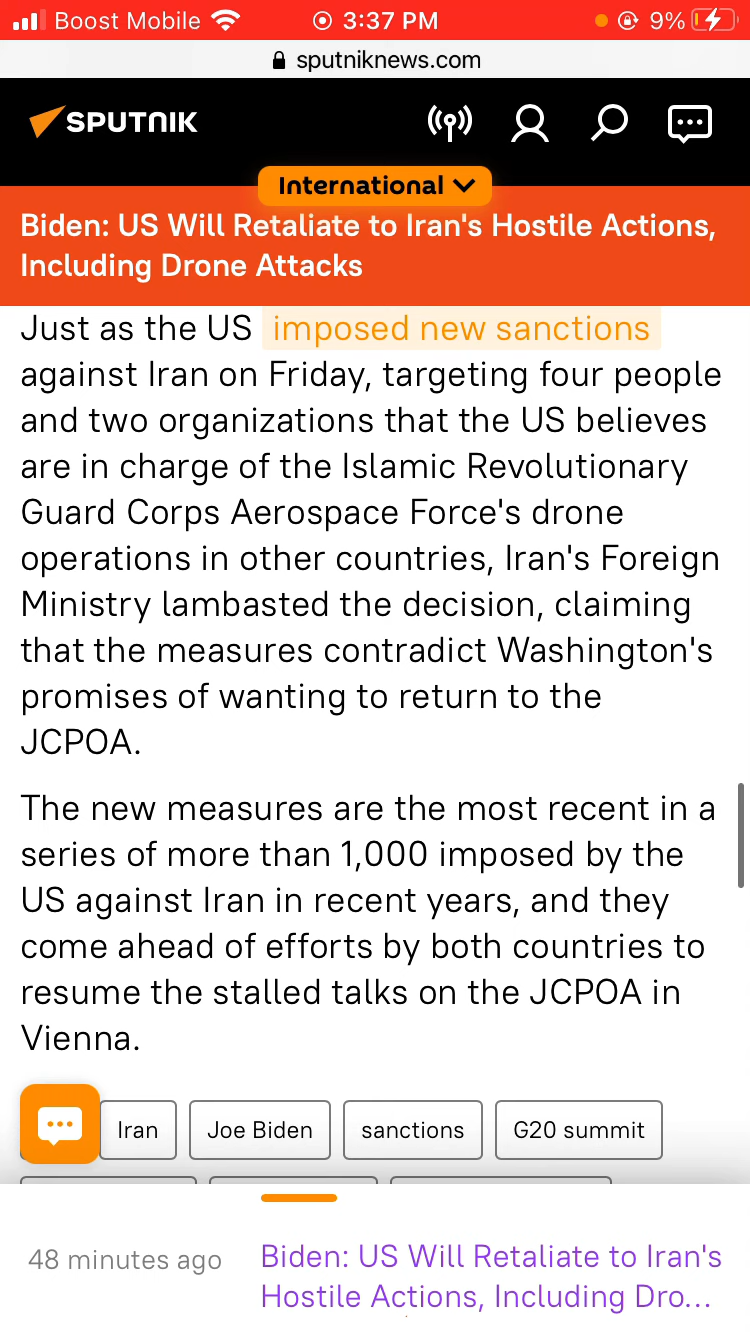 Boost Mobile 3:37 PM 9%
sputniknews.com
SPUTNIK
International
Biden: US Will Retaliate to Iran's Hostile Actions,
Including Drone Attacks
Just as the US imposed new sanctions
against Iran on Friday, targeting four people
and two organizations that the US believes
are in charge of the Islamic Revolutionary
Guard Corps Aerospace Force's drone
operations in other countries, Iran's Foreign
Ministry lambasted the decision, claiming
that the measures contradict Washington's
promises of wanting to return to the
JCPOA.
The new measures are the most recent in a
series of more than 1,000 imposed by the
US against Iran in recent years, and they
come ahead of efforts by both countries to
resume the stalled talks on the JCPOA in
Vienna.
Iran Joe Biden sanctions G20 summit
48 minutes ago Biden: US Will Retaliate to Iran's
Hostile Actions, Including Dro...